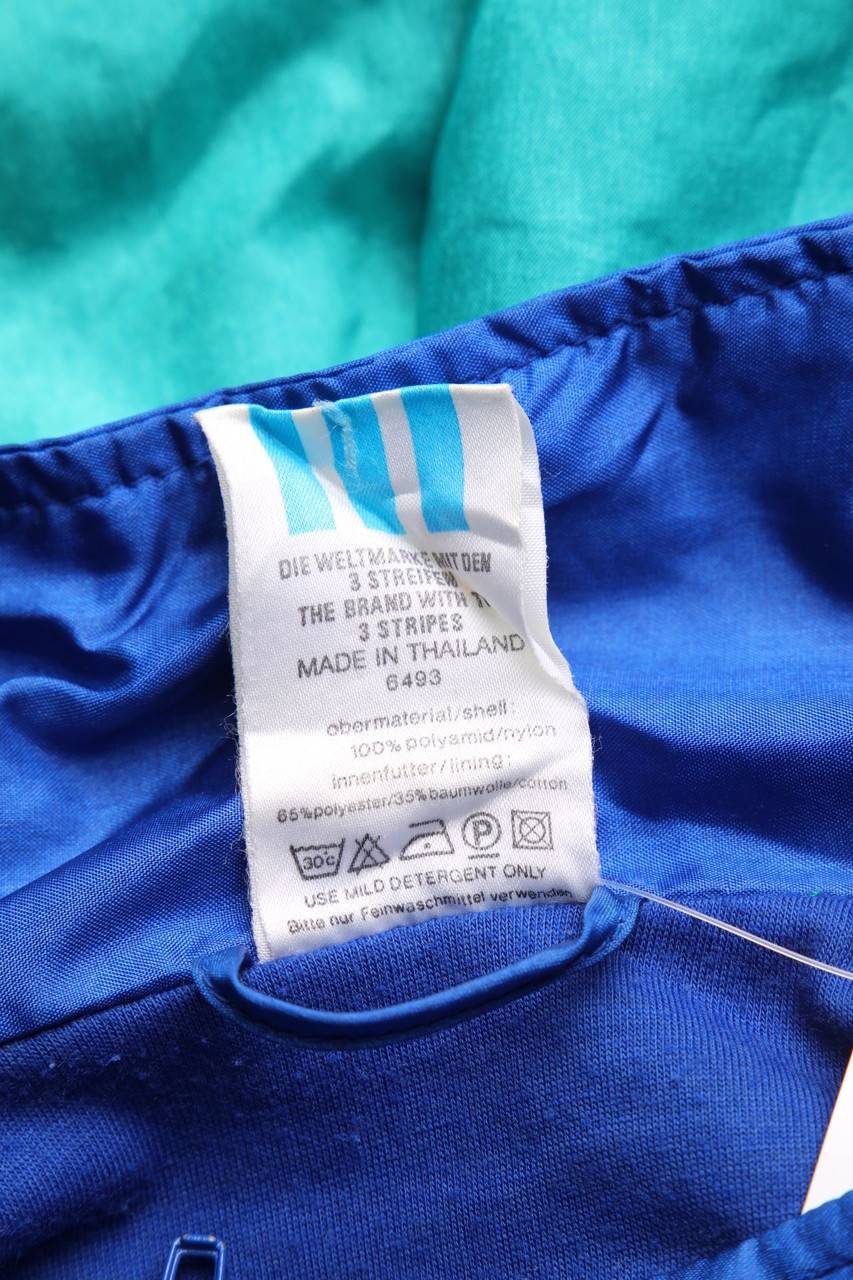 DIE WELTMARKE MIT DEN
3 STREIFEN
THE BRAND WITH
3 STRIPES
MADE IN THAILAND
6493
obermaterial/shell:
100% polyamid/nylon
innenfutter/lining:
65%polyester/35%baumwolle/cotton
30c P
USE MILD DETERGENT ONLY
Bitte nur Feinwaschmittel verwenden